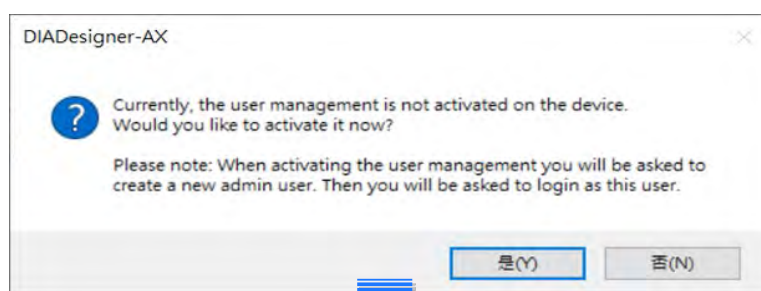 DIADesigner-AX
Currently, the user management is not activated on the device.
Would you like to activate it now?
Please note: When activating the user management you will be asked to
create a new admin user. Then you will be asked to login as this user.
是(Y)
否(N)